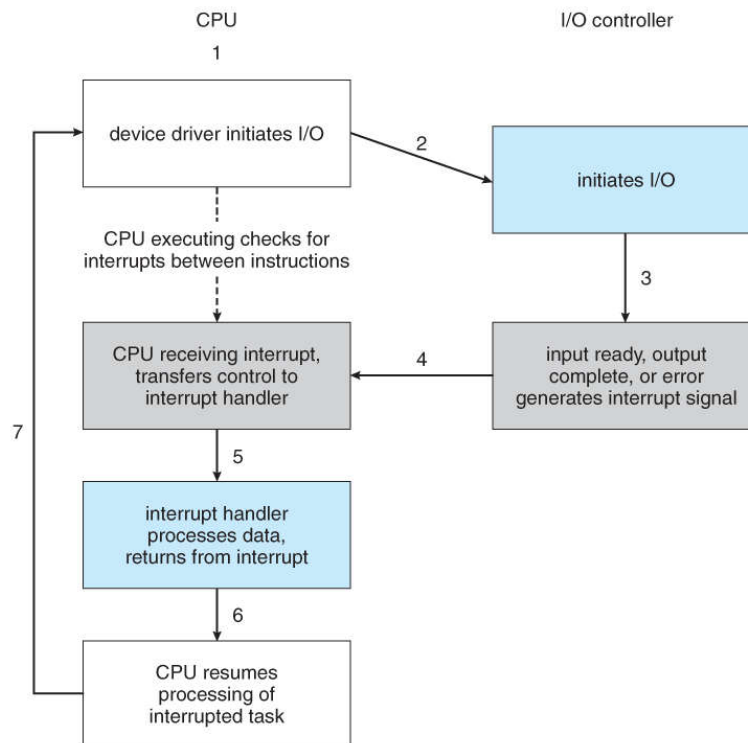 CPU
I/O controller
1
device driver initiates I/O
2
initiates I/O
CPU executing checks for
interrupts between instructions
3
CPU receiving interrupt,
transfers control to
interrupt handler
4
input ready, output
complete, or error
generates interrupt signal
7
5
interrupt handler
processes data,
returns from interrupt
6
CPU resumes
processing of
interrupted task